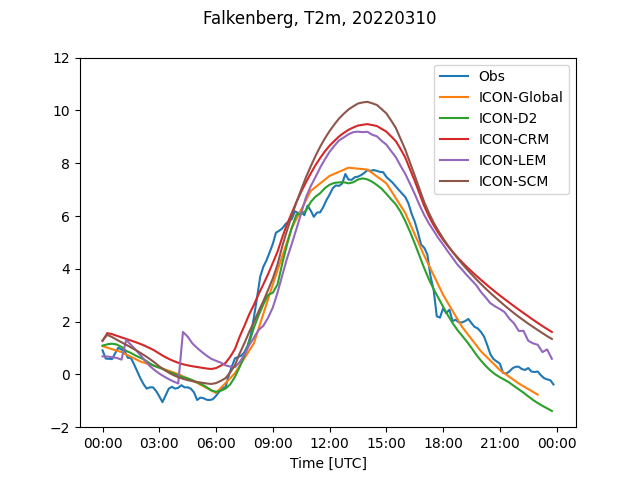 Falkenberg, T2m, 20220310
12
10
8
6
4
2
0
−2
Obs
ICON-Global
ICON-D2
ICON-CRM
ICON-LEM
ICON-SCM
00:00 03:00 06:00 09:00 12:00 15:00 18:00 21:00 00:00
Time [UTC]